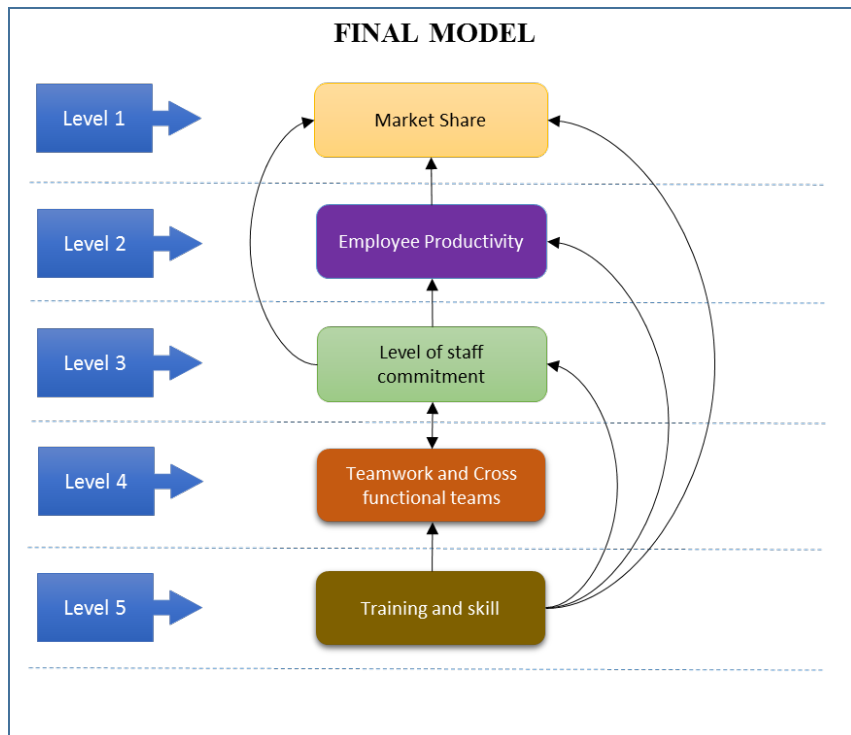 FINAL MODEL
Level 1
Market Share
Level 2
Employee Productivity
Level 3
Level of staff
commitment
Level 4
Teamwork and Cross
functional teams
Level 5
Training and skill